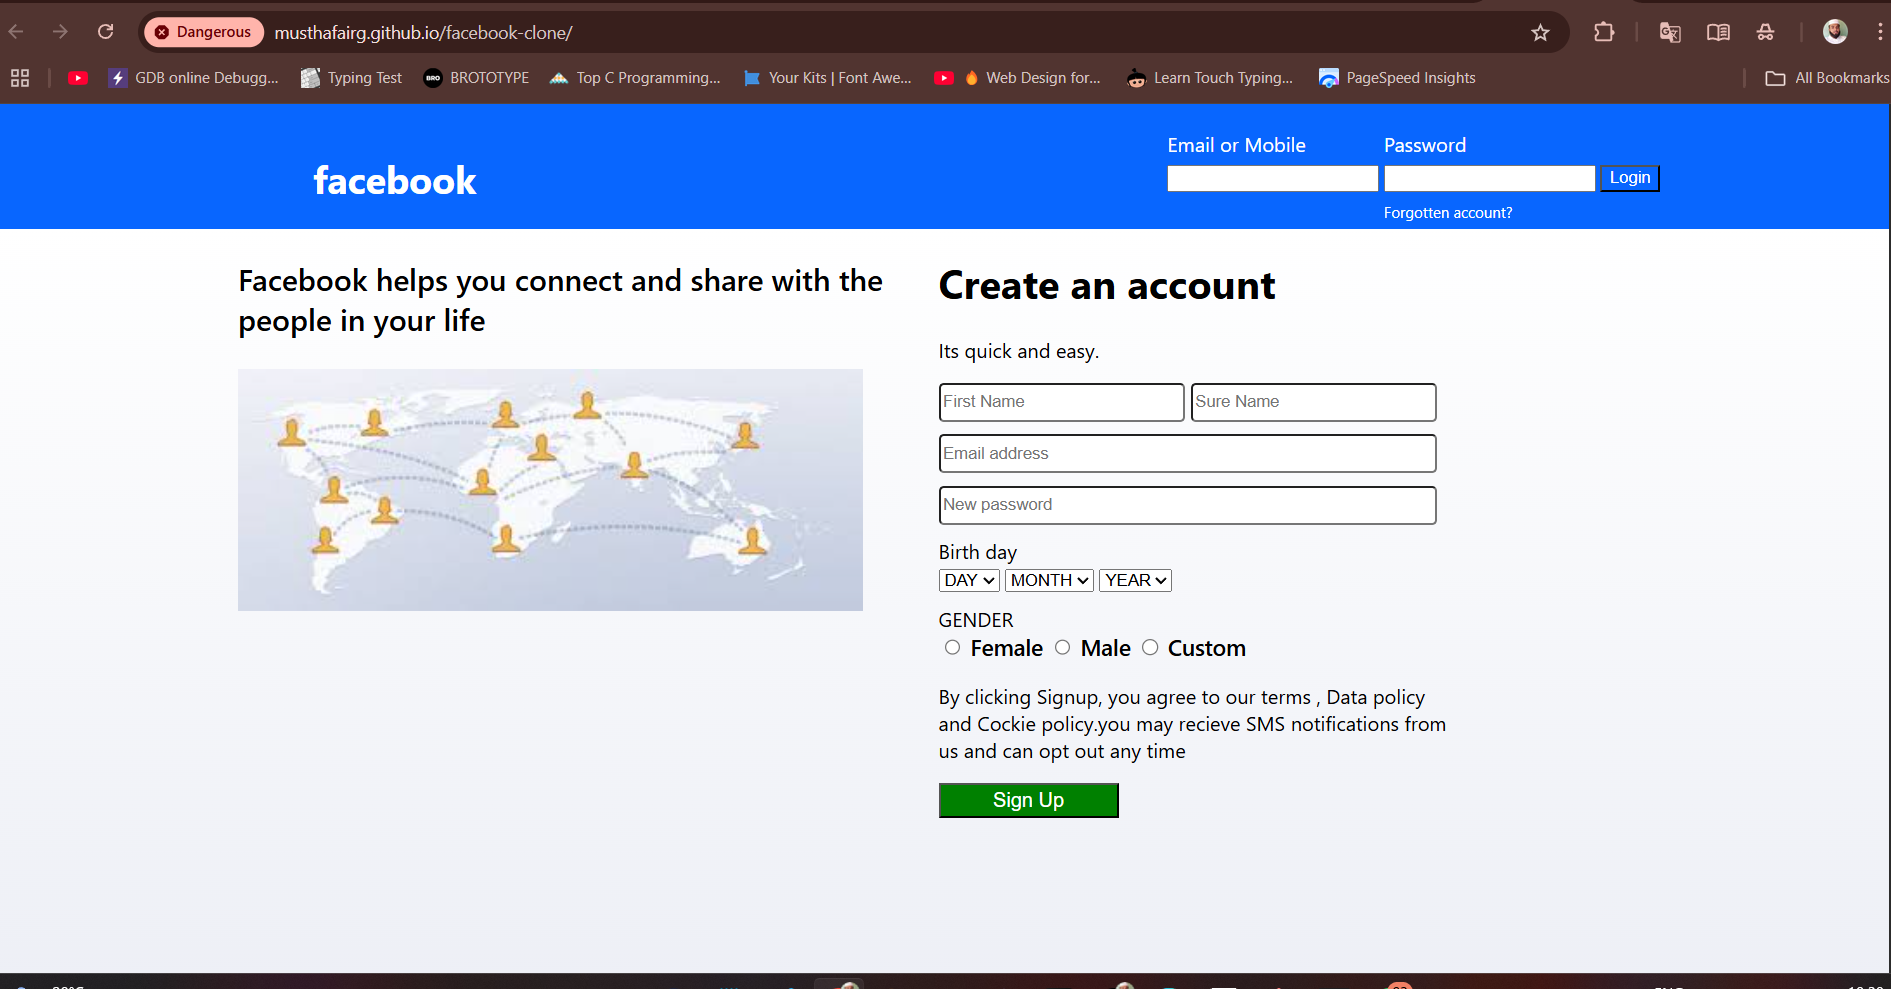 Dangerous musthafairg.github.io/facebook-clone/
GDB online Debugg... Typing Test BRO BROTOTYPE Top C Programming... Your Kits | Font Awe... Web Design for... Learn Touch Typing... PageSpeed Insights All Bookmarks
Email or Mobile Password
facebook
Login
Forgotten account?
Facebook helps you connect and share with the
people in your life
Create an account
Its quick and easy.
First Name Sure Name
Email address
New password
Birth day
DAY MONTH YEAR
GENDER
Female Male Custom
By clicking Signup, you agree to our terms , Data policy
and Cockie policy.you may recieve SMS notifications from
us and can opt out any time
Sign Up